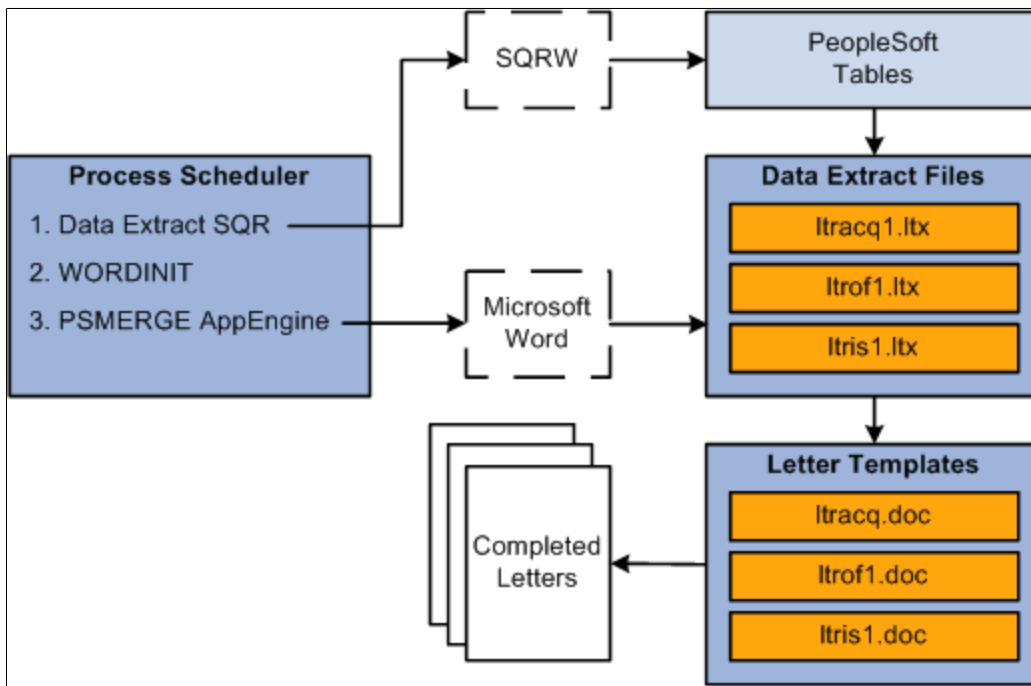 SQRW
PeopleSoft
Tables
Process Scheduler
1. Data Extract SQR
2. WORDINIT
3. PSMERGE AppEngine
Microsoft
Word
Data Extract Files
ltracq1.ltx
ltrof1.ltx
ltris1.ltx
Completed
Letters
Letter Templates
ltracq.doc
ltrof1.doc
ltris1.doc